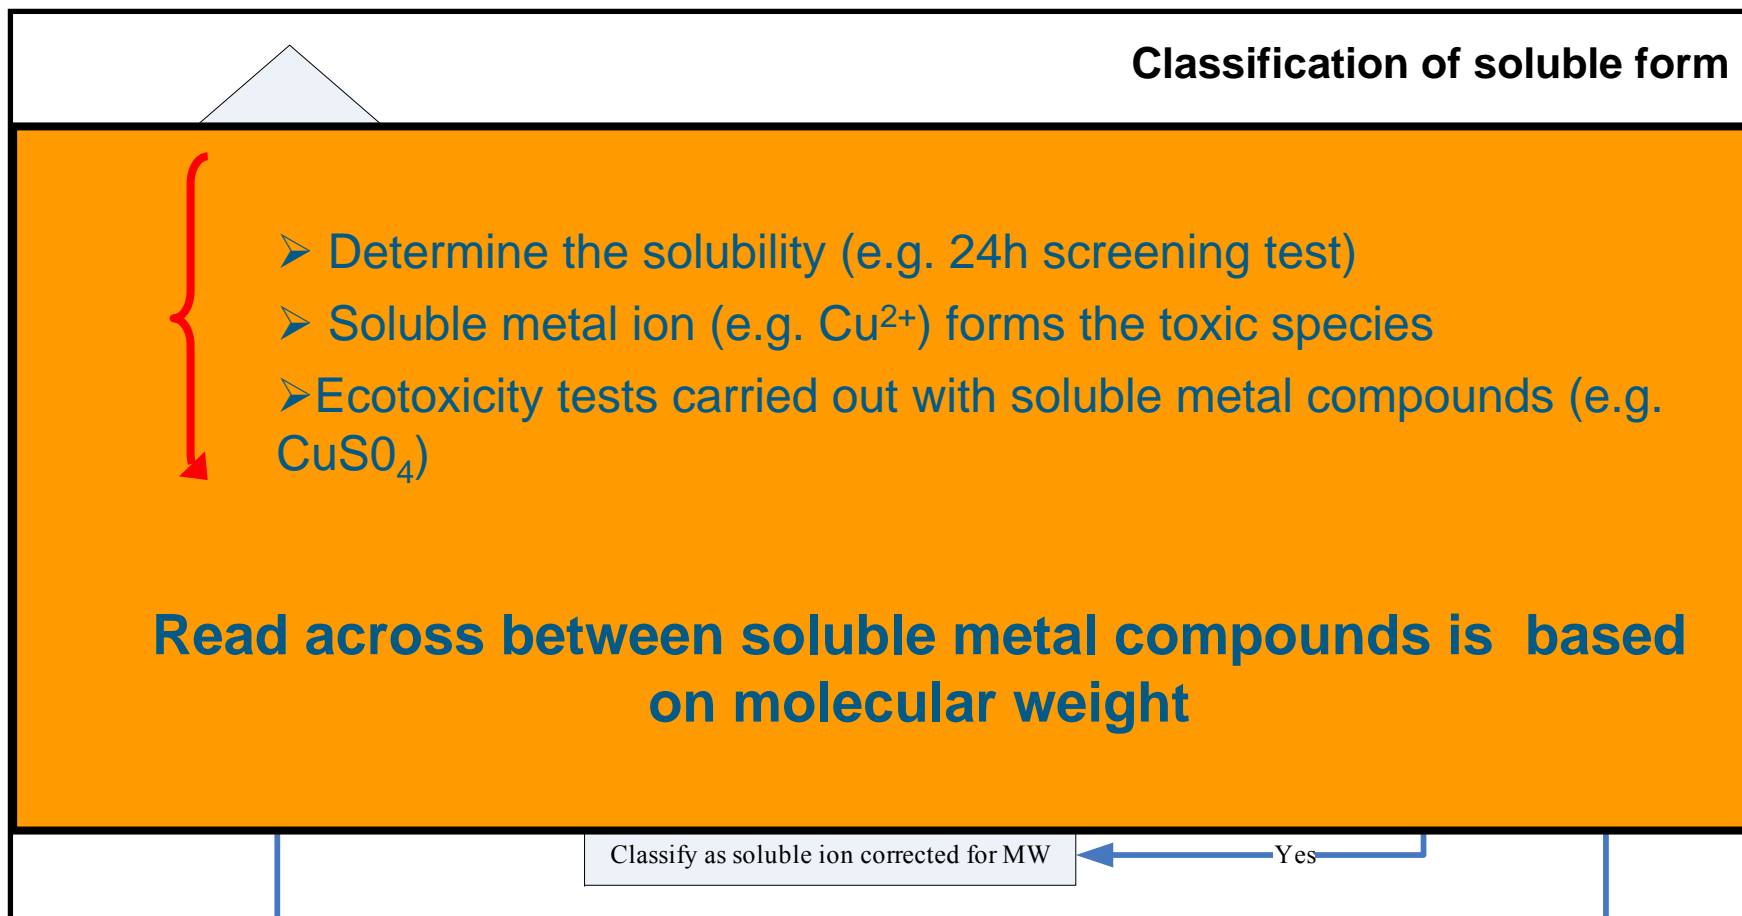 Classification of soluble form
➢ Determine the solubility (e.g. 24h screening test)
➢ Soluble metal ion (e.g. Cu²⁺) forms the toxic species
➢Ecotoxicity tests carried out with soluble metal compounds (e.g.
CuS0₄)
Read across between soluble metal compounds is  based
on molecular weight
Classify as soluble ion corrected for MW
Yes